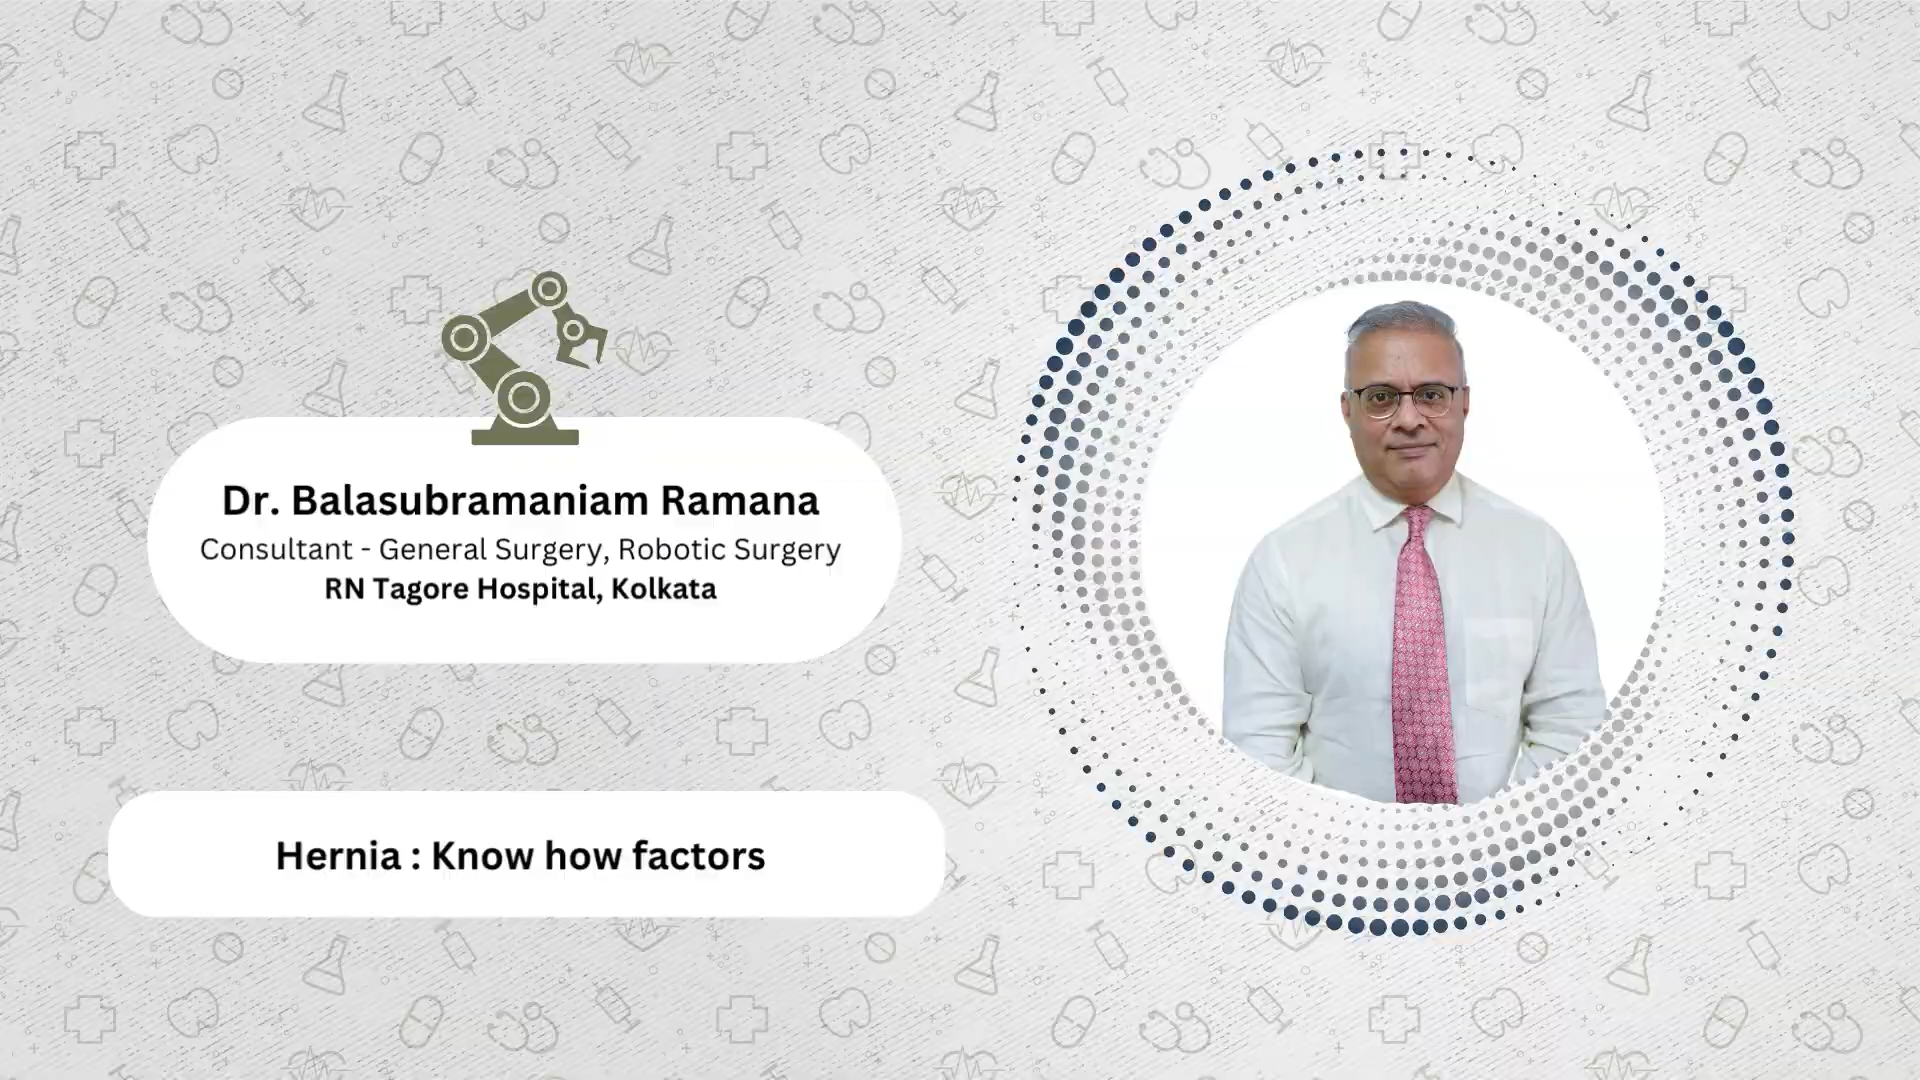 Dr. Balasubramaniam Ramana
Consultant - General Surgery, Robotic Surgery
RN Tagore Hospital, Kolkata
Hernia : Know how factors